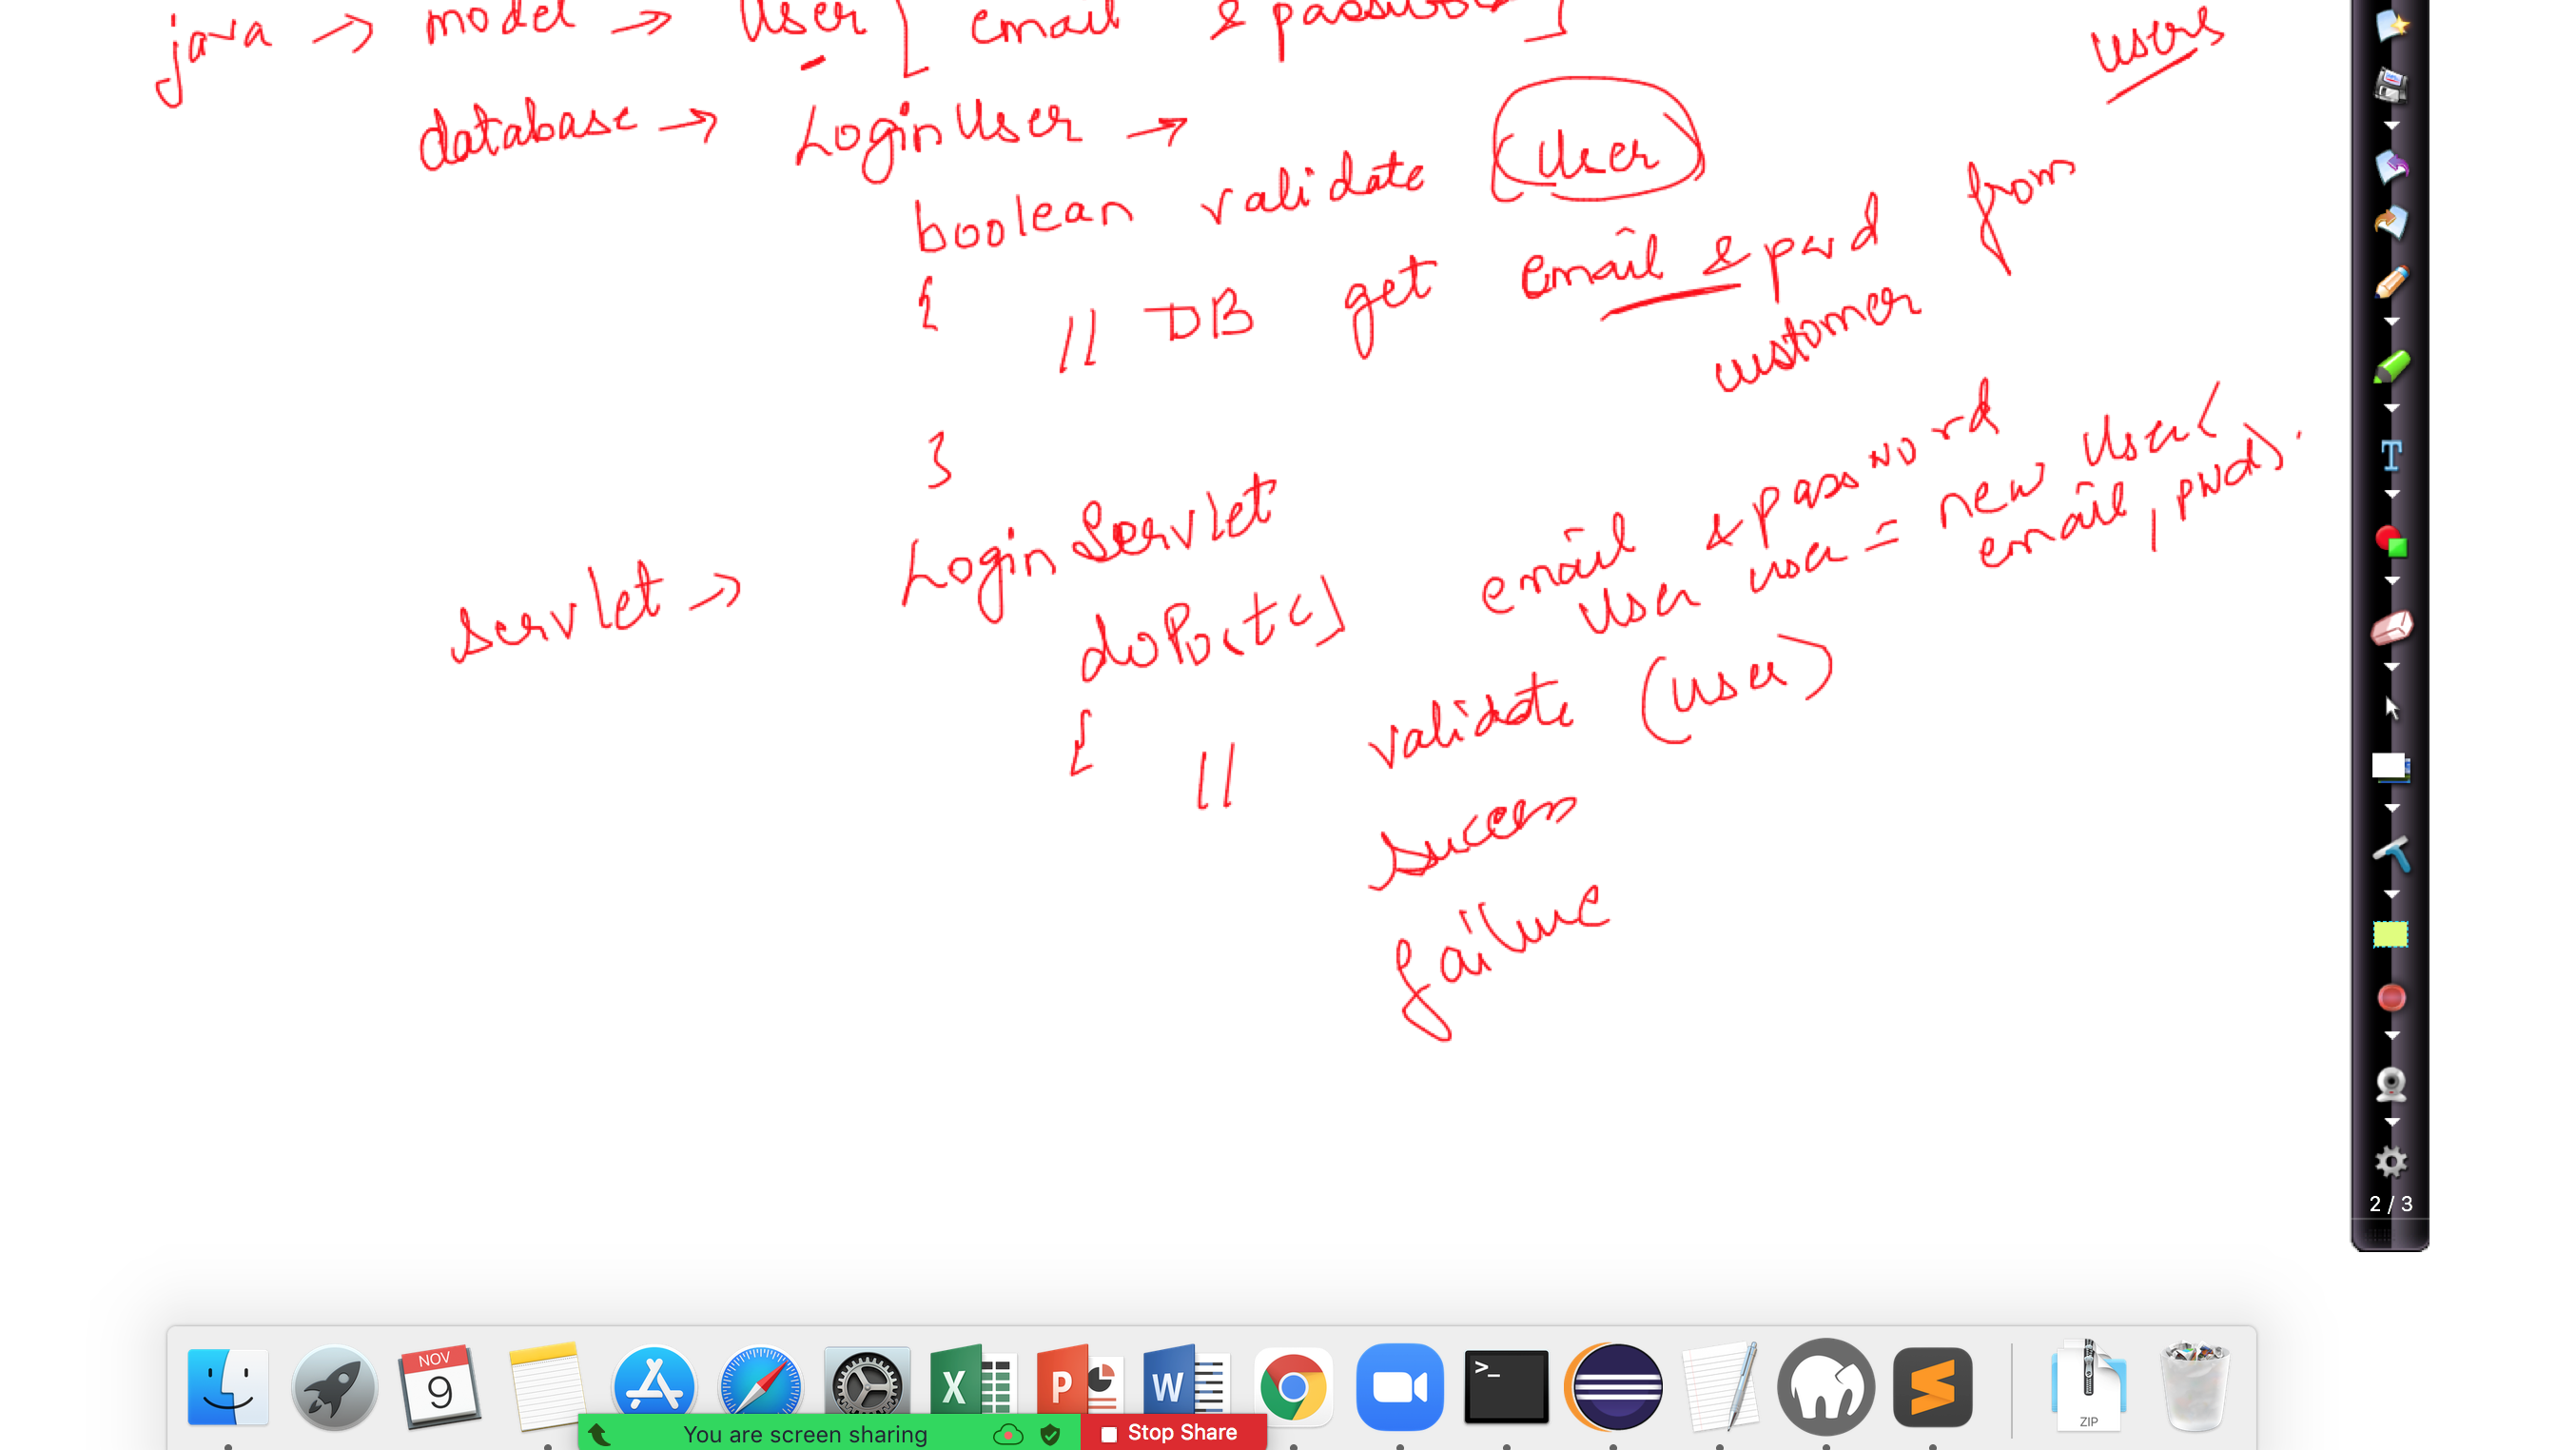 java → model → User [ email & password ]
users
database → LoginUser →
boolean validate (User)
{
// DB get email & pwd from
customer
}
servlet → LoginServlet
email & password
doPost()
User user = new User(
email, pwd).
{
// validate (user)
success
failure
2 / 3
NOV
9
X
P
W
>_
ZIP
You are screen sharing
Stop Share